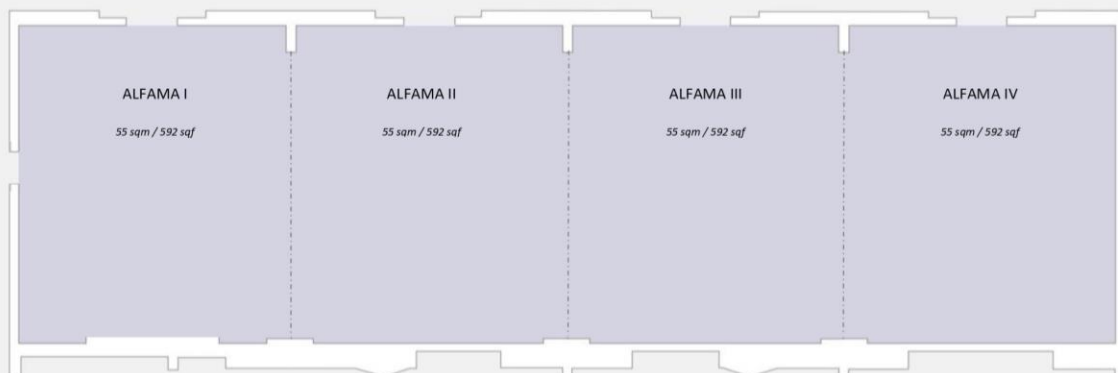 ALFAMA I
55 sqm / 592 sqf
ALFAMA II
55 sqm / 592 sqf
ALFAMA III
55 sqm / 592 sqf
ALFAMA IV
55 sqm / 592 sqf